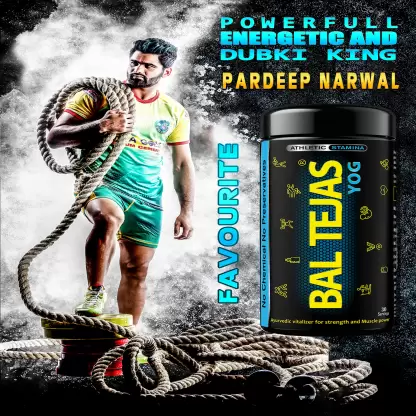 POWERFULL
ENERGETIC AND
DUBKI KING
PARDEEP NARWAL
FAVOURITE
ATHLETIC STAMINA
BAL TEJAS
YOG
No Chemical No Preservatives
Ayurvedic vitalizer for strength and Muscle power